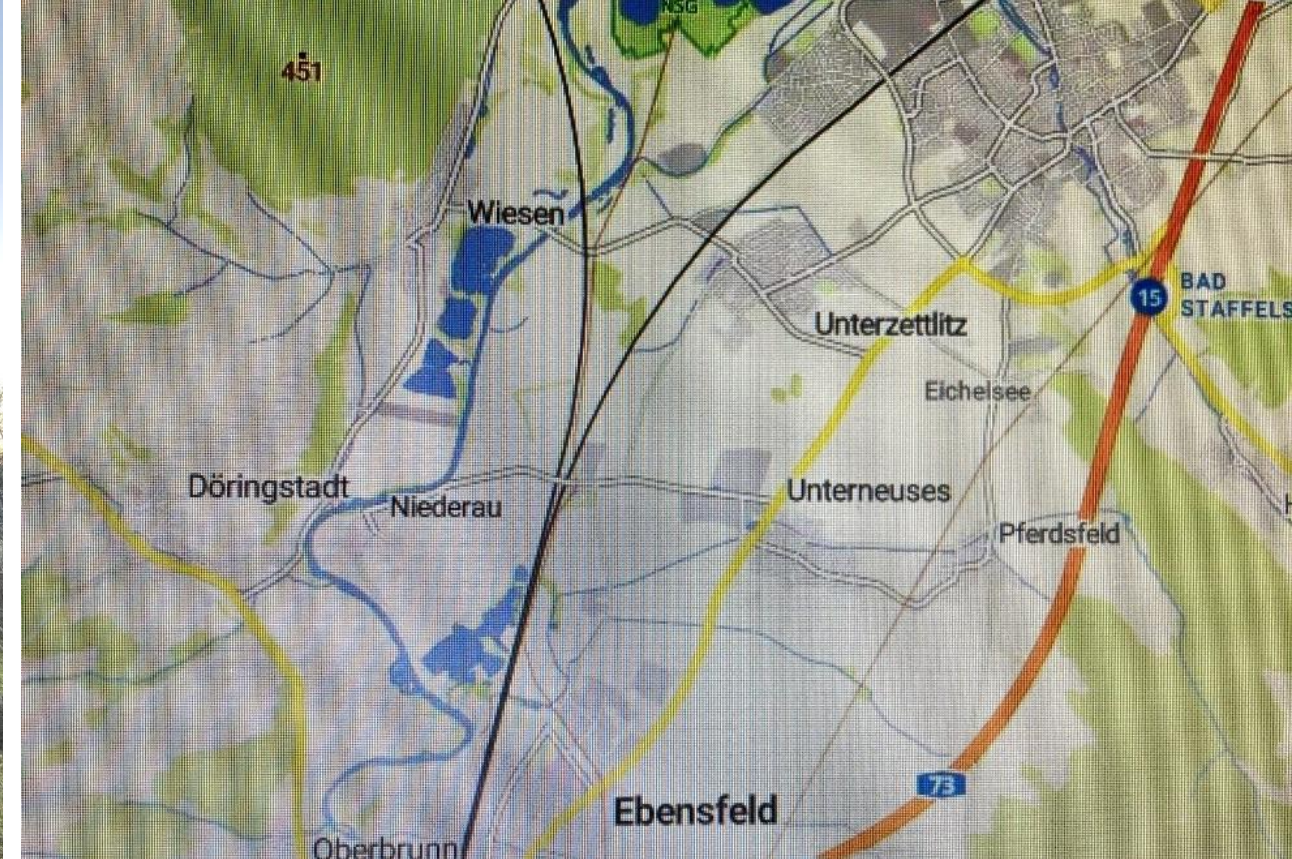 NSG
451
Wiesen
BAD
15
STAFFELS
Unterzettlitz
Eichelsee
Döringstadt
Niederau
Unterneuses
Pferdsfeld
H
73
Ebensfeld
Oberbrunn